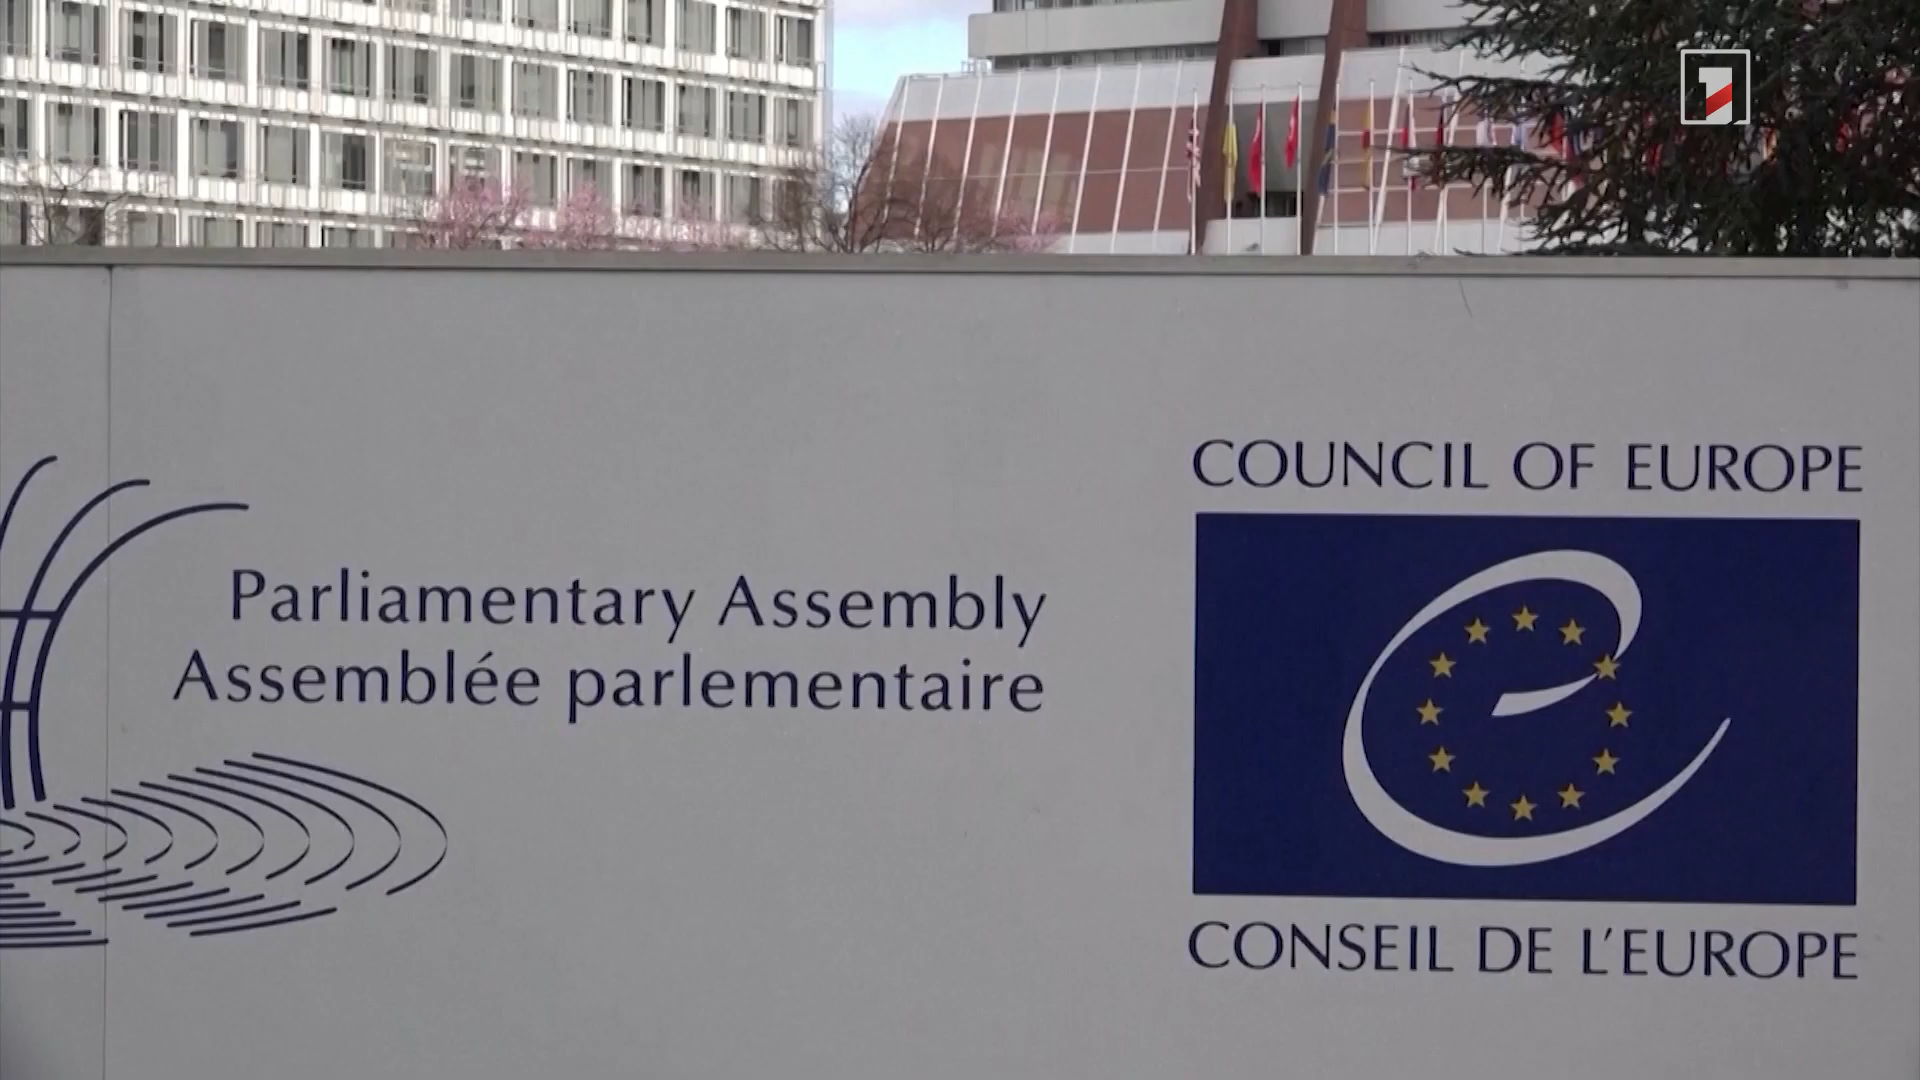 COUNCIL OF EUROPE
Parliamentary Assembly
Assemblée parlementaire
CONSEIL DE L'EUROPE